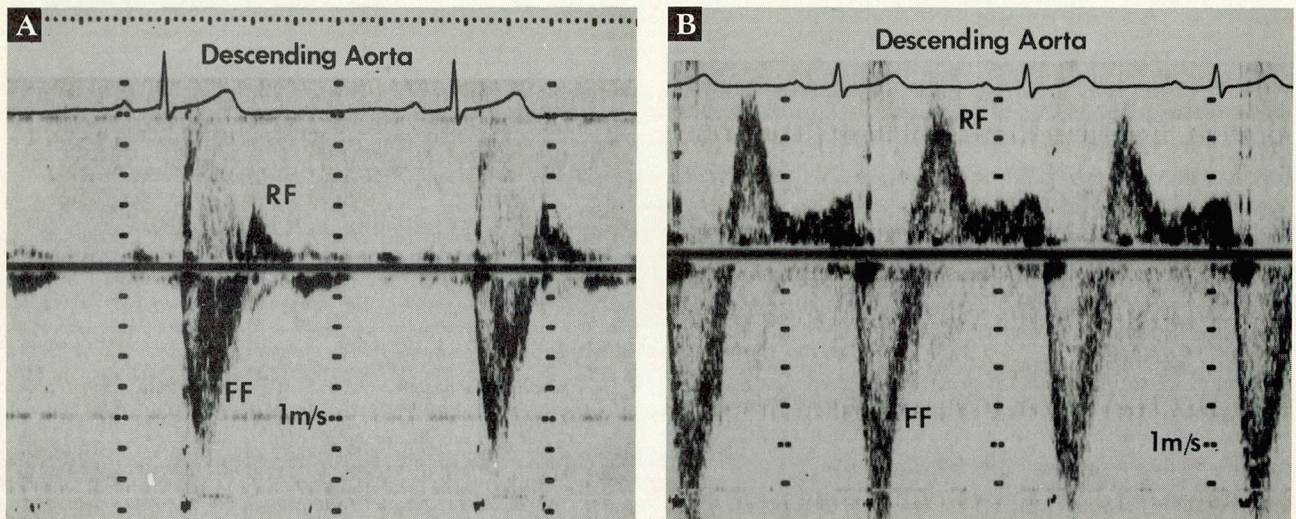 A
Descending Aorta
RF
FF
1m/s
B
Descending Aorta
RF
FF
1m/s